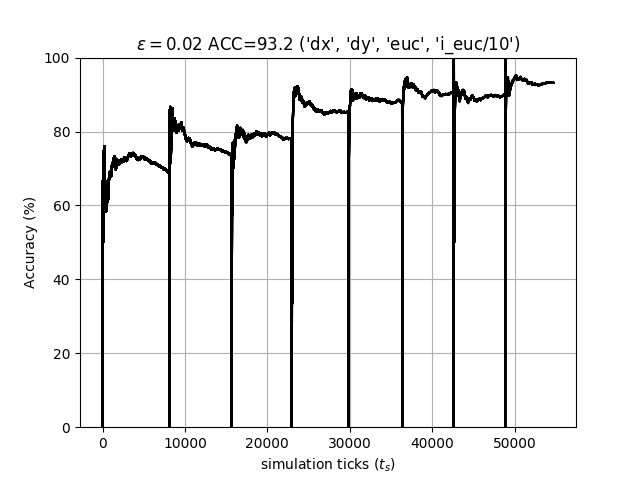 ε = 0.02 ACC=93.2 ('dx', 'dy', 'euc', 'i_euc/10')
Accuracy (%)
100
80
60
40
20
0
0 10000 20000 30000 40000 50000
simulation ticks (tₛ)